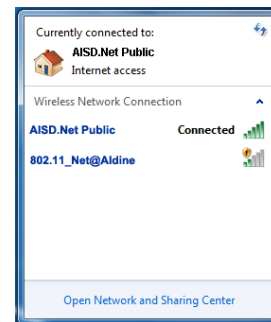 Currently connected to:
AISD.Net Public
Internet access
Wireless Network Connection
AISD.Net Public Connected
802.11_Net@Aldine
Open Network and Sharing Center